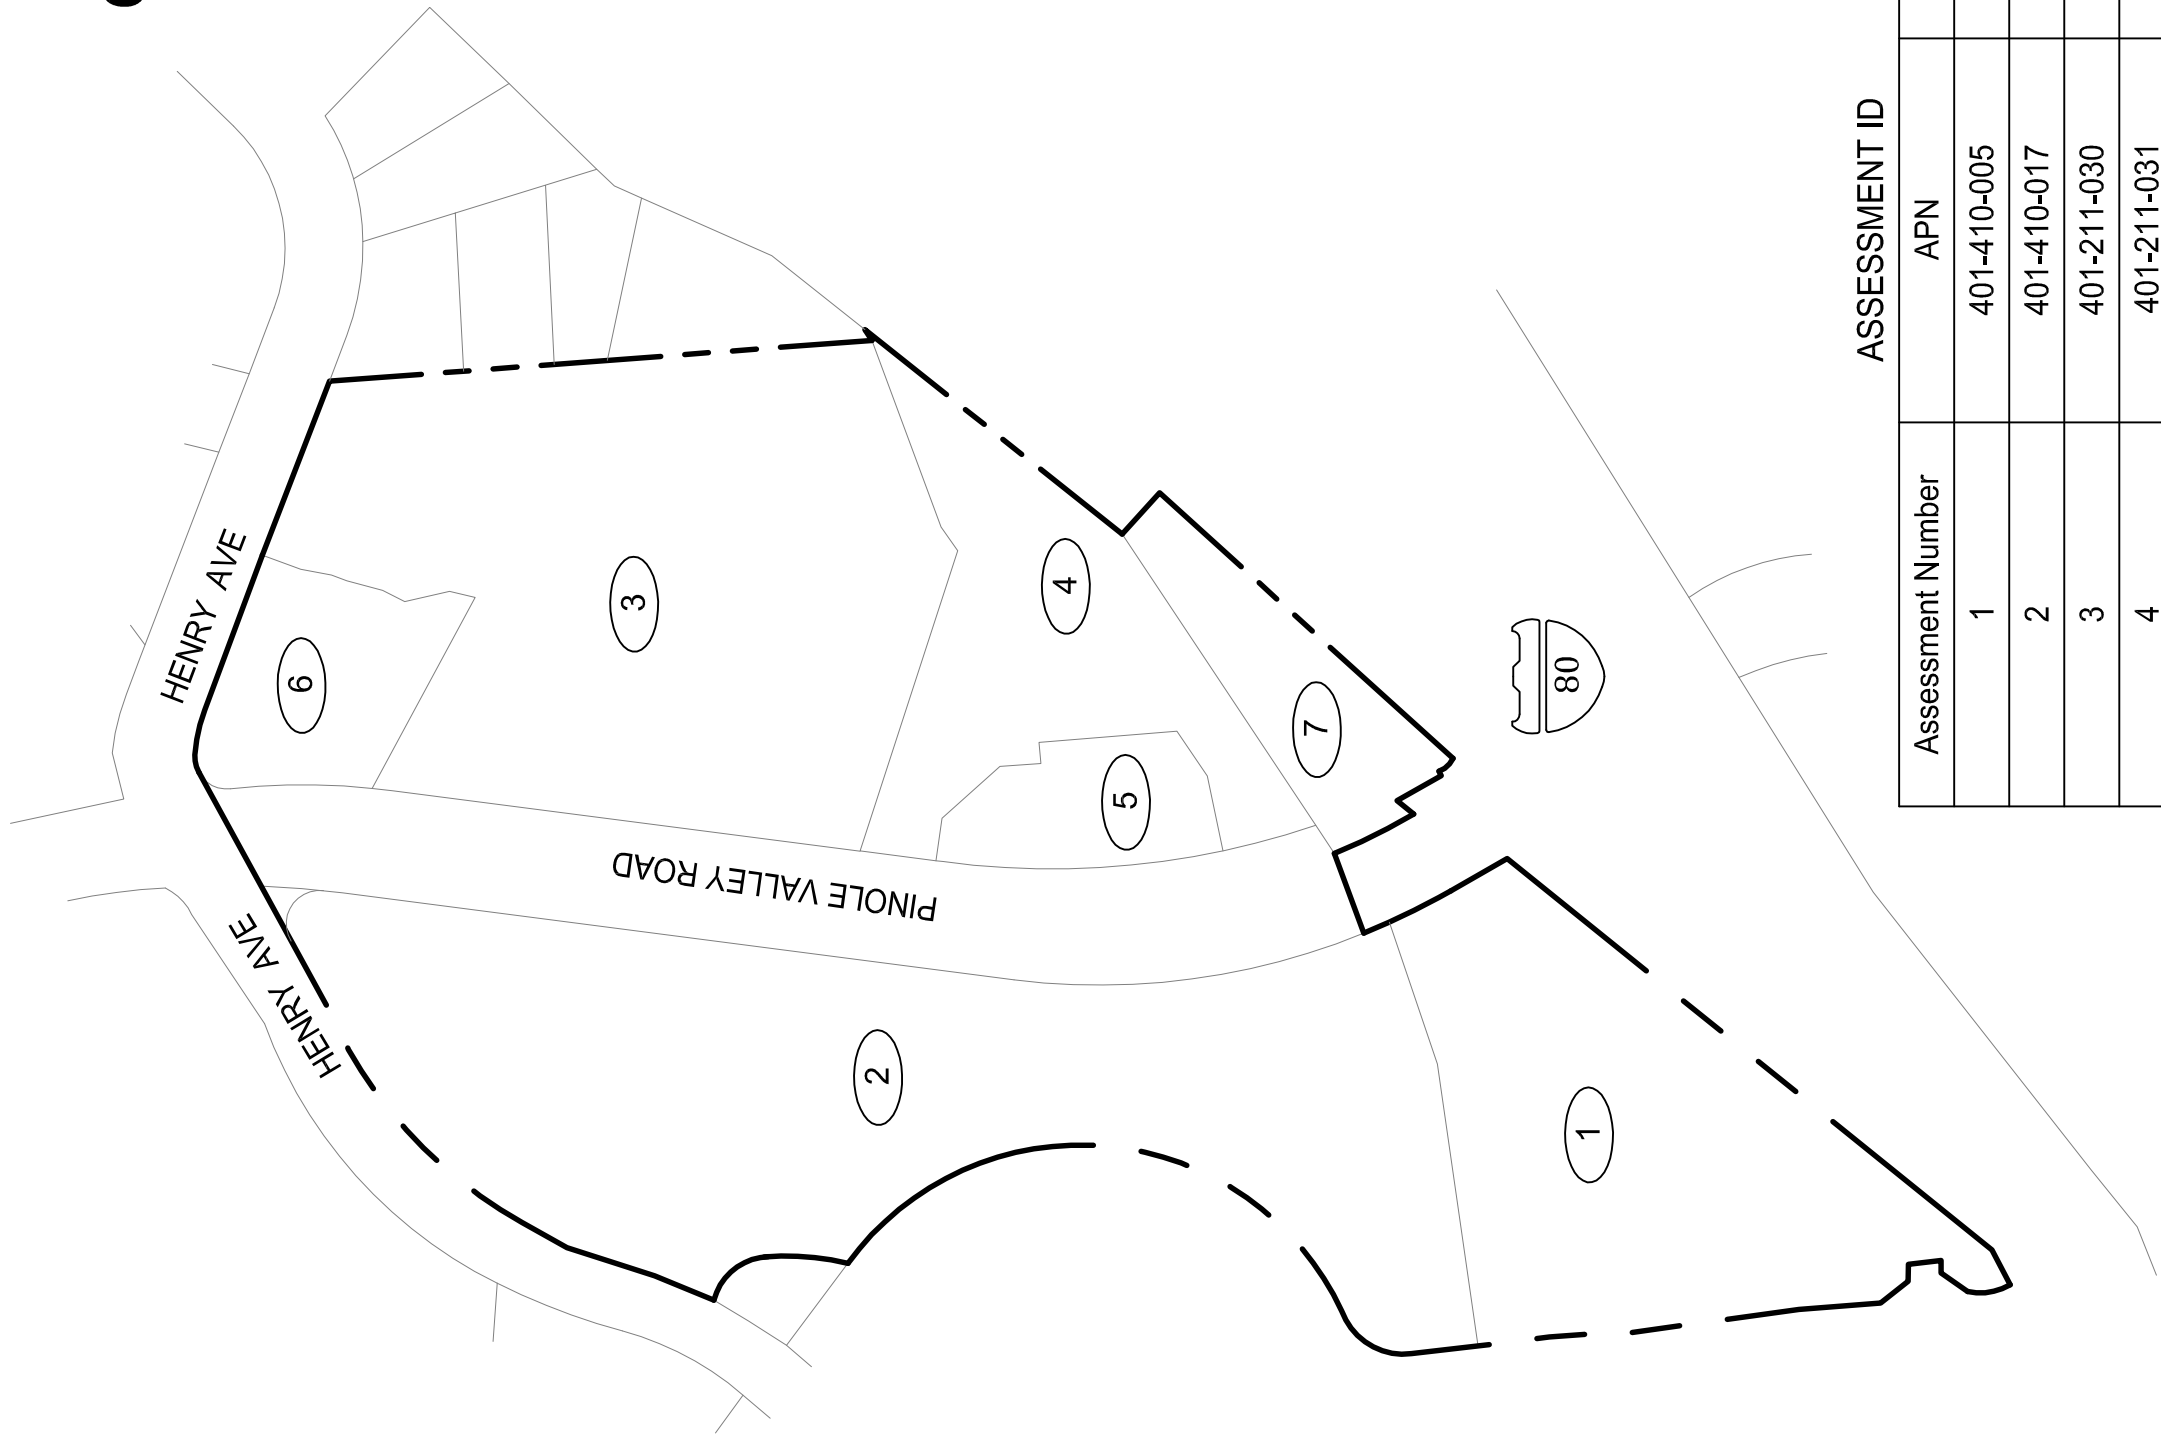 HENRY AVE
HENRY AVE
PINOLE VALLEY ROAD
6
3
4
5
7
2
1
80
ASSESSMENT ID
Assessment Number APN
1 401-410-005
2 401-410-017
3 401-211-030
4 401-211-031